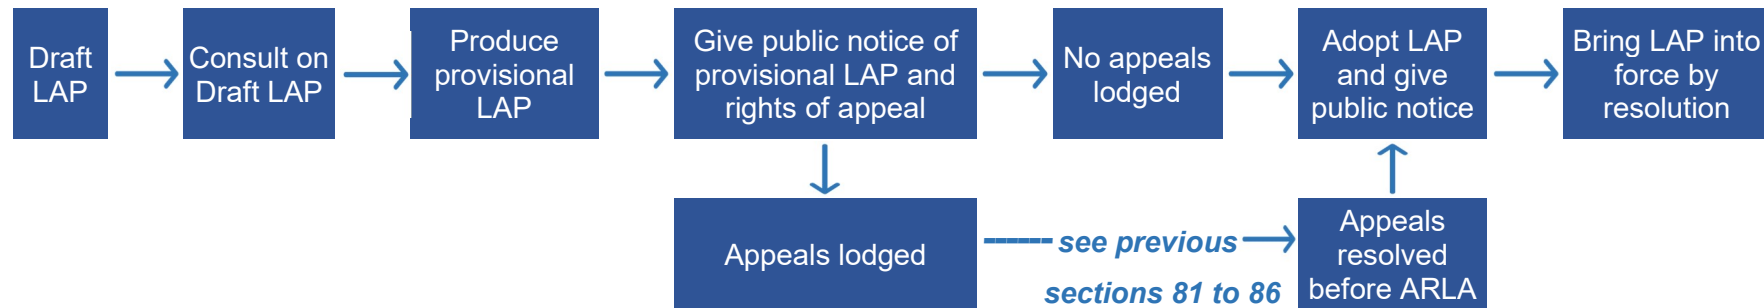 Draft
LAP
Consult on
Draft LAP
Produce
provisional
LAP
Give public notice of
provisional LAP and
rights of appeal
No appeals
lodged
Adopt LAP
and give
public notice
Bring LAP into
force by
resolution
Appeals lodged
see previous
sections 81 to 86
Appeals
resolved
before ARLA